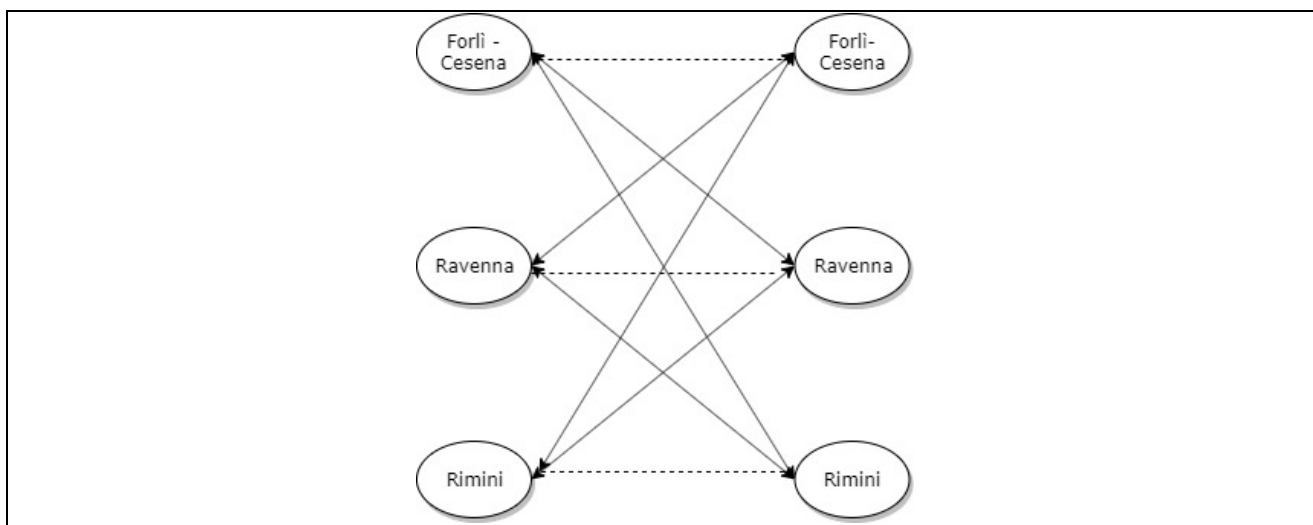 Forlì -
Cesena
Forlì-
Cesena
Ravenna
Ravenna
Rimini
Rimini